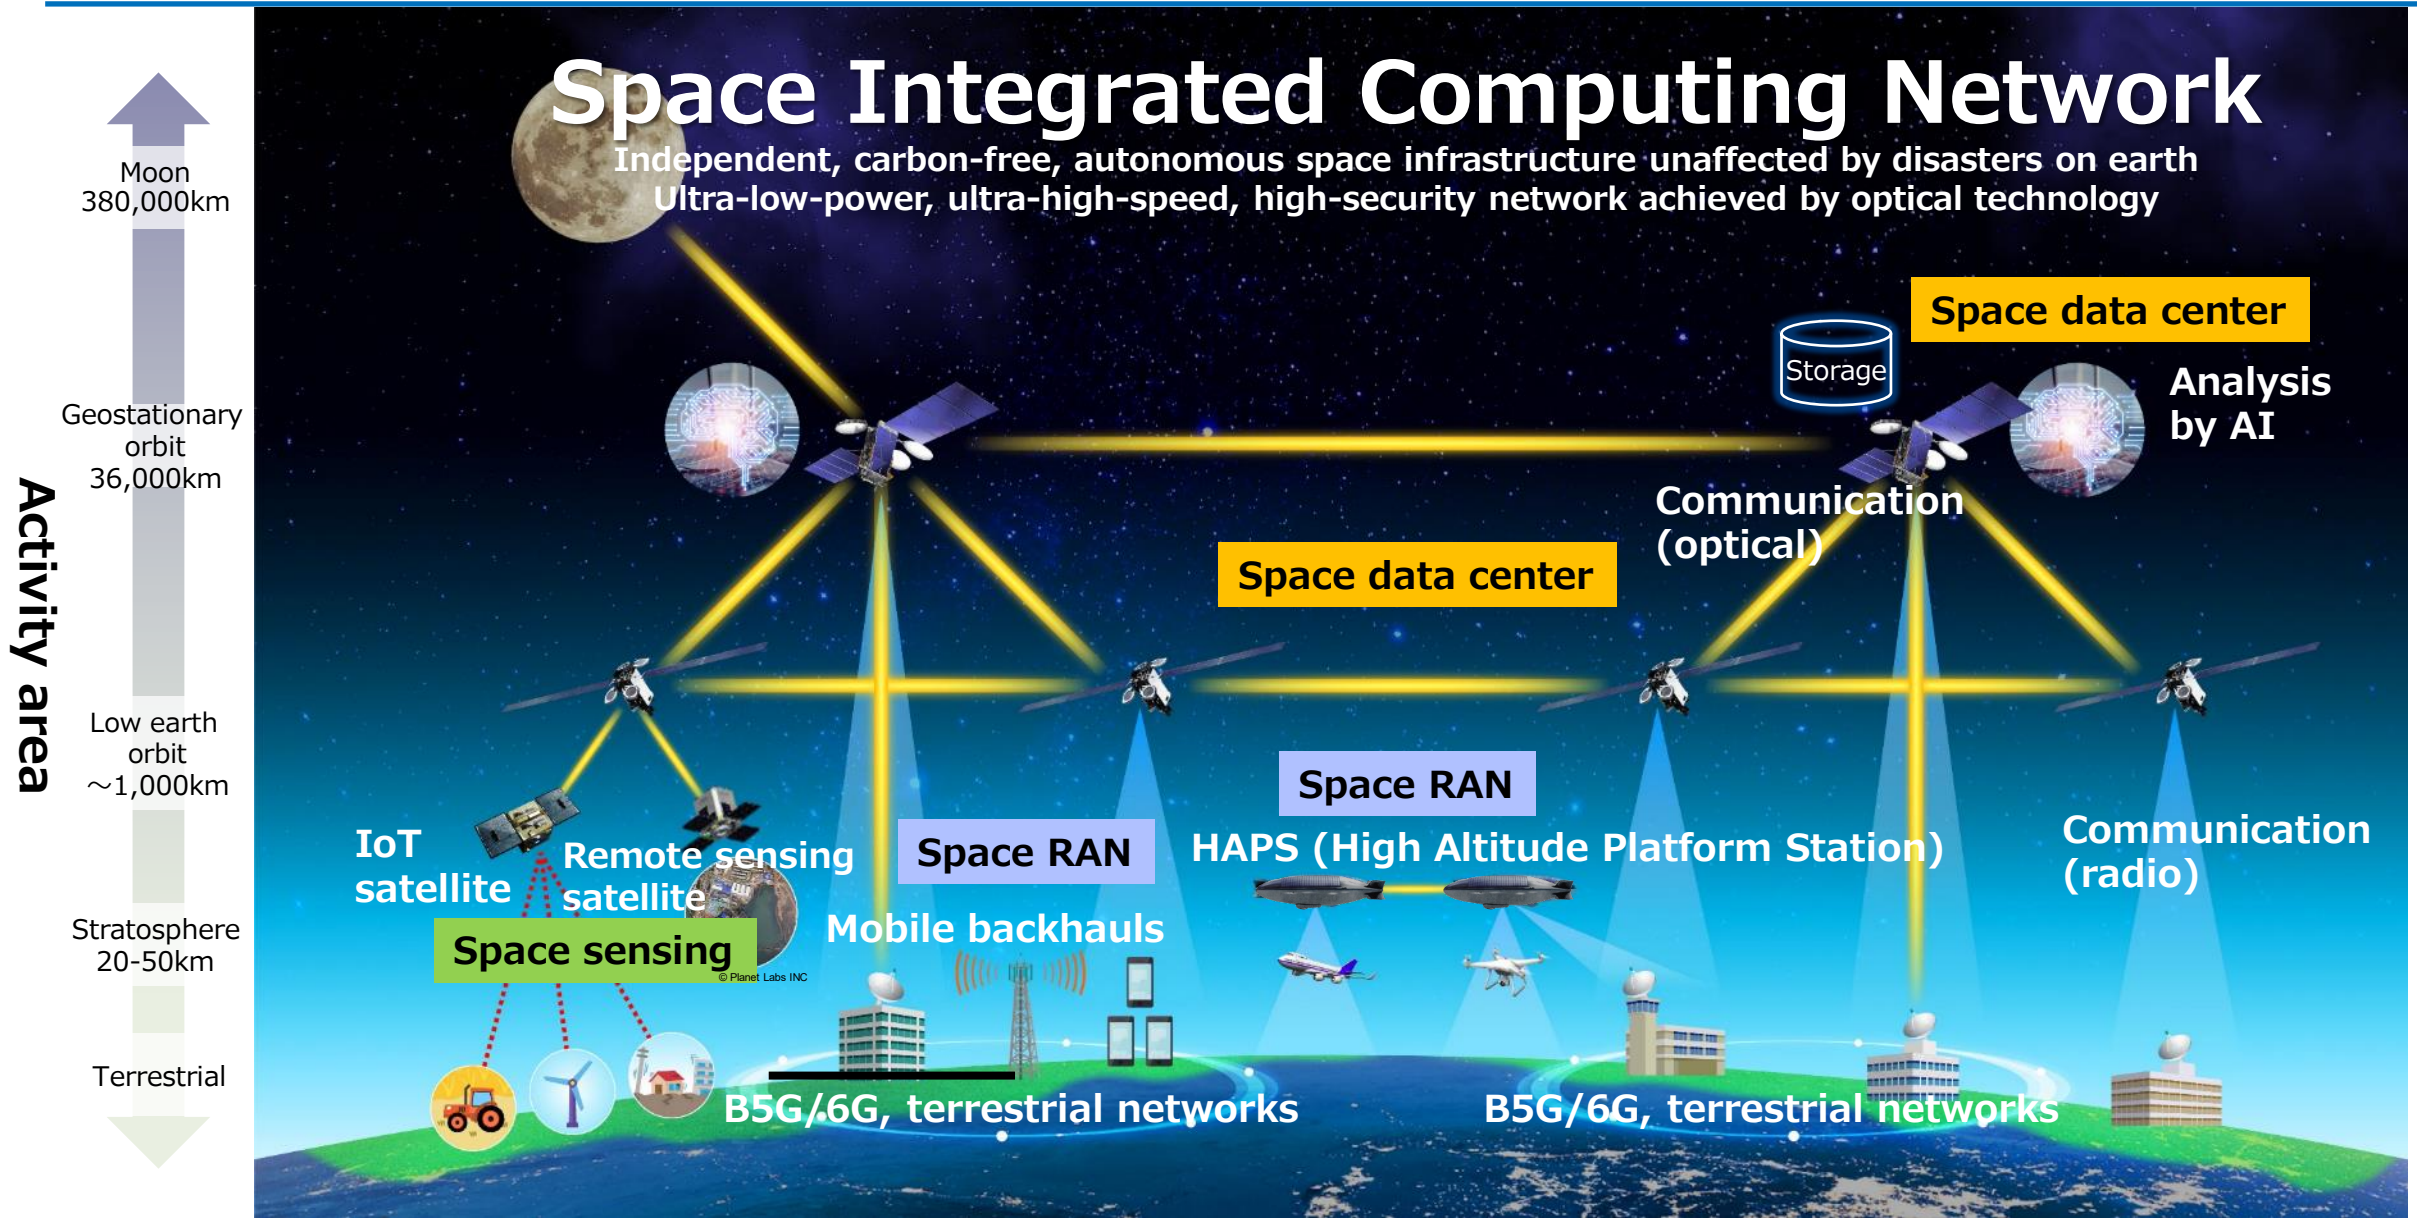 Space Integrated Computing Network
Independent, carbon-free, autonomous space infrastructure unaffected by disasters on earth
Ultra-low-power, ultra-high-speed, high-security network achieved by optical technology
Activity area
Moon
380,000km
Geostationary
orbit
36,000km
Low earth
orbit
～1,000km
Stratosphere
20-50km
Terrestrial
Space data center
Storage
Analysis
by AI
Communication
(optical)
Space data center
Space RAN
HAPS (High Altitude Platform Station)
Communication
(radio)
IoT
satellite
Remote sensing
satellite
Space RAN
Mobile backhauls
Space sensing
© Planet Labs INC
B5G/6G, terrestrial networks
B5G/6G, terrestrial networks